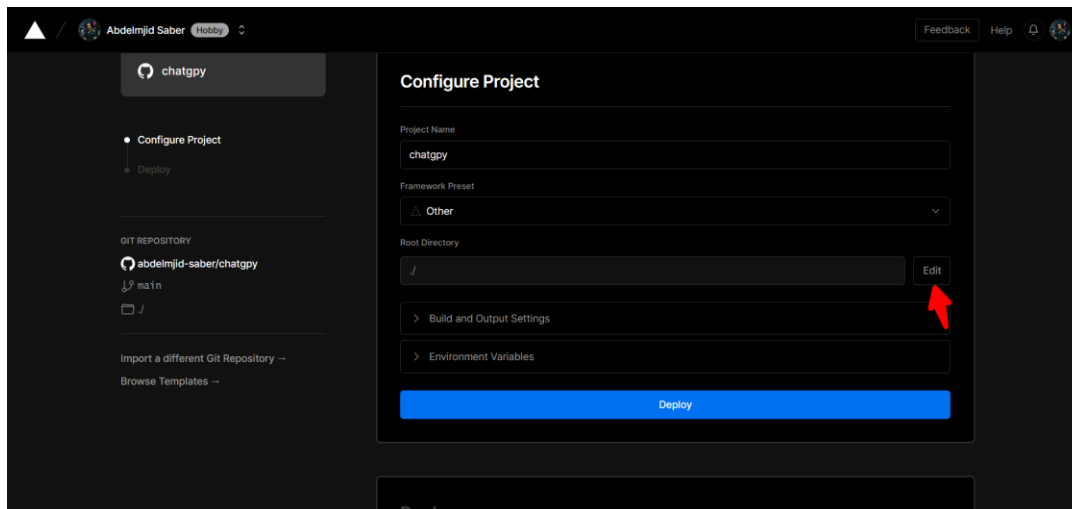 Abdelmjid Saber Hobby
Feedback
Help
chatgpy
Configure Project
Deploy
GIT REPOSITORY
abdelmjid-saber/chatgpy
main
./
Import a different Git Repository →
Browse Templates →
Configure Project
Project Name
chatgpy
Framework Preset
Other
Root Directory
./
Edit
Build and Output Settings
Environment Variables
Deploy